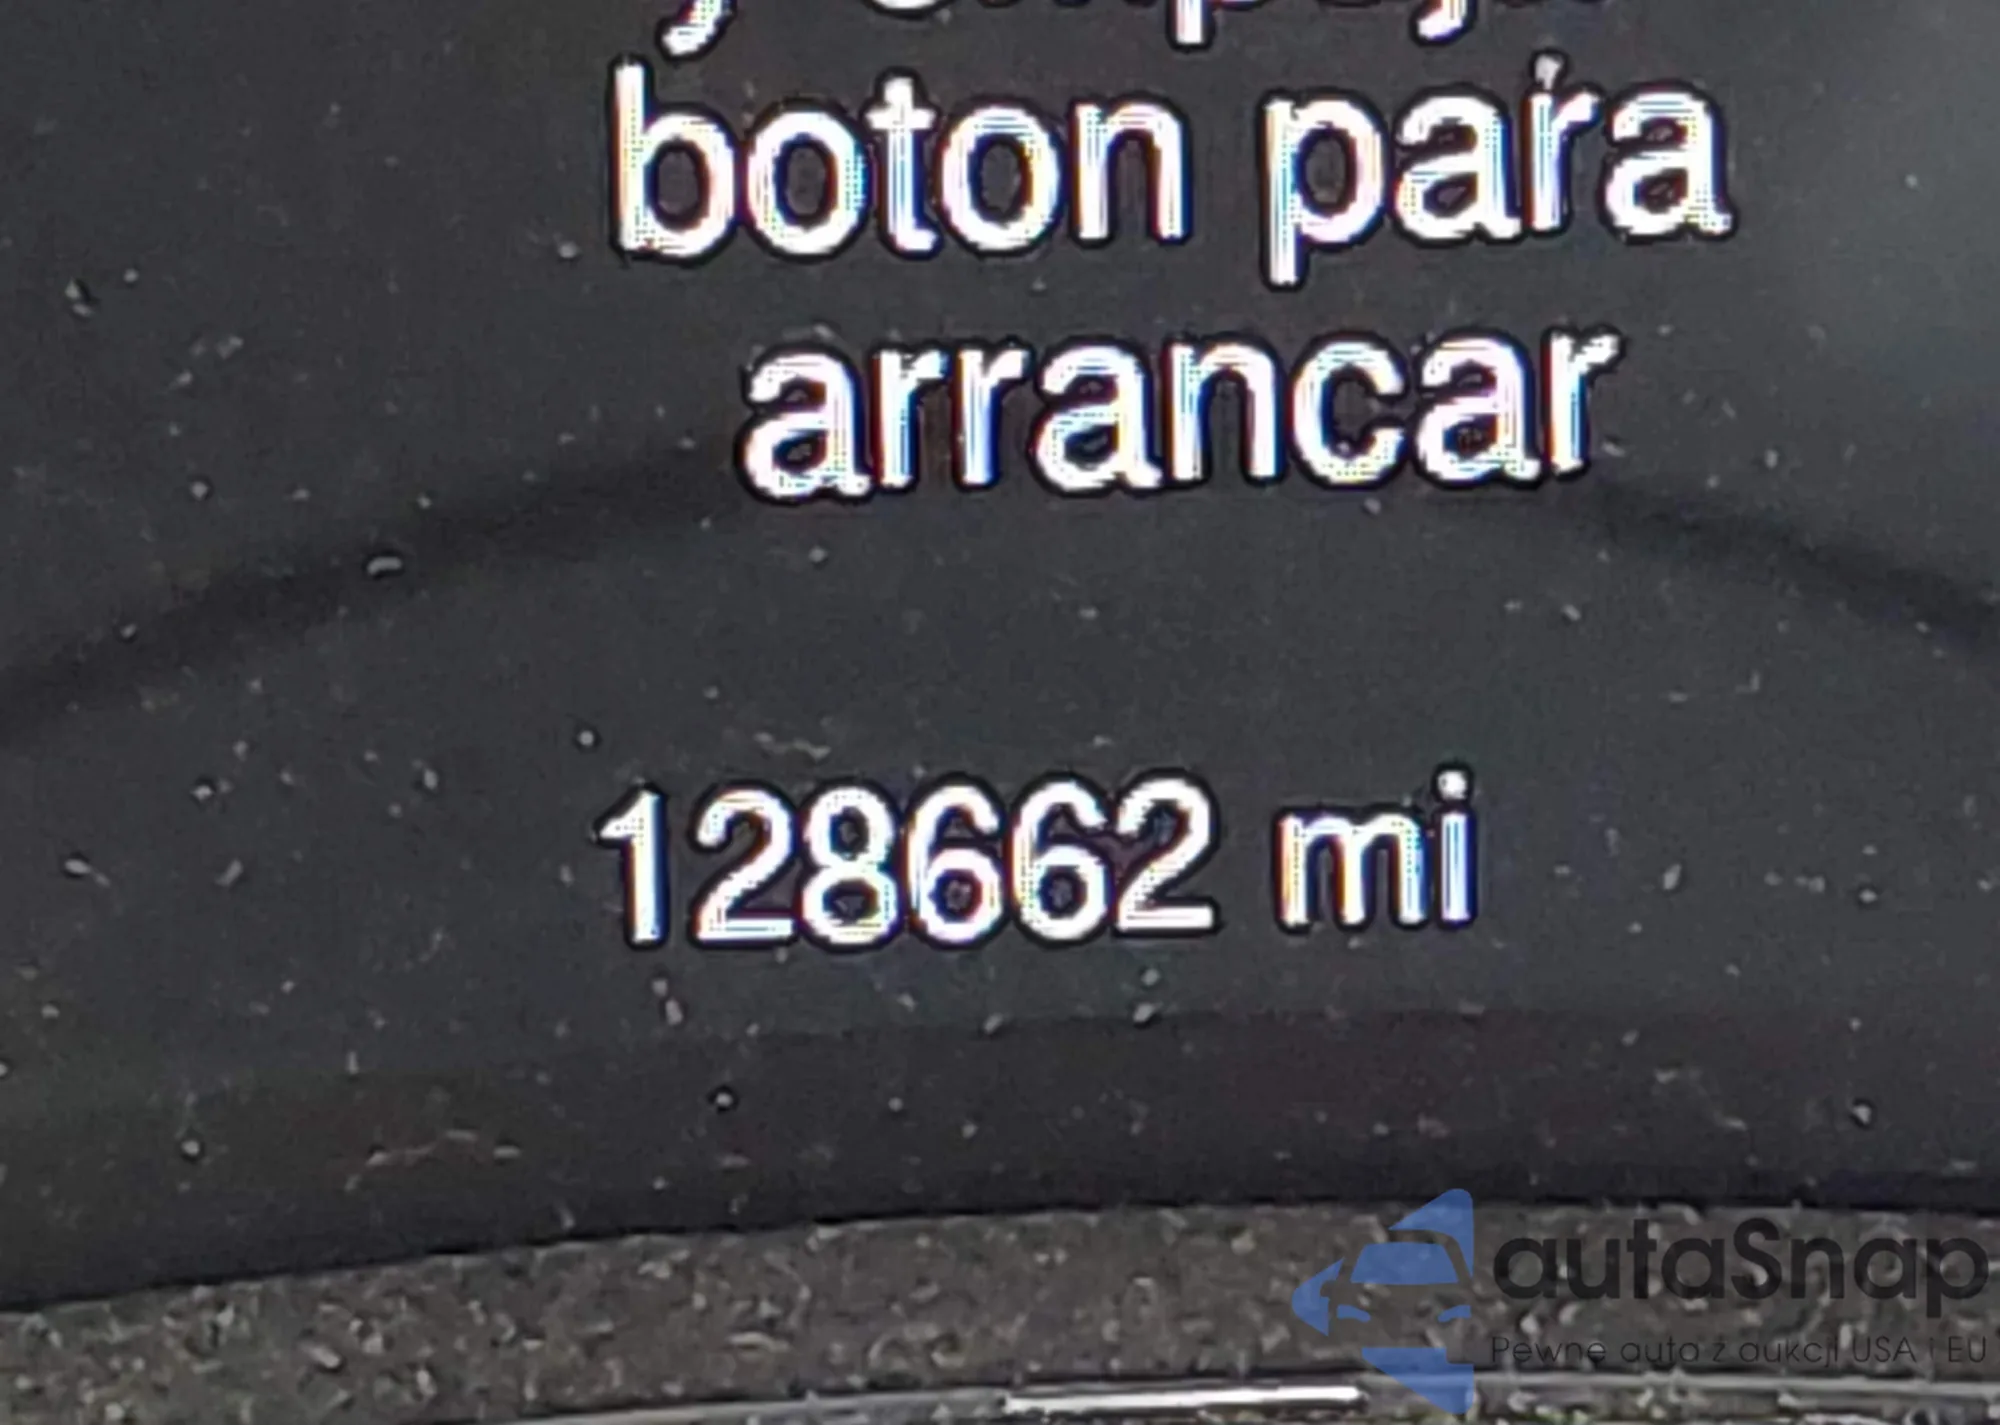 boton para
arrancar
128662 mi
autaSnap
Pewne auta z aukcji USA i EU